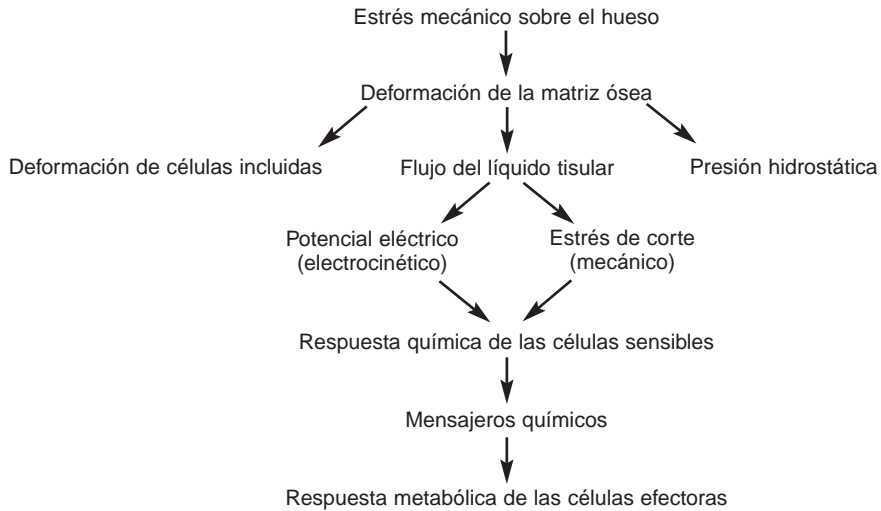 Estrés mecánico sobre el hueso
Deformación de la matriz ósea
Deformación de células incluidas
Flujo del líquido tisular
Presión hidrostática
Potencial eléctrico
(electrocinético)
Estrés de corte
(mecánico)
Respuesta química de las células sensibles
Mensajeros químicos
Respuesta metabólica de las células efectoras